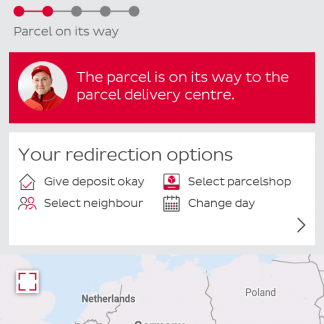 Parcel on its way
The parcel is on its way to the
parcel delivery centre.
Your redirection options
Give deposit okay
Select parcelshop
Select neighbour
Change day
Netherlands
Poland
Germany